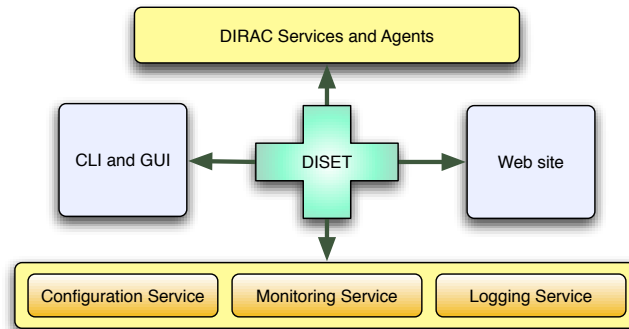 DIRAC Services and Agents
CLI and GUI
DISET
Web site
Configuration Service
Monitoring Service
Logging Service